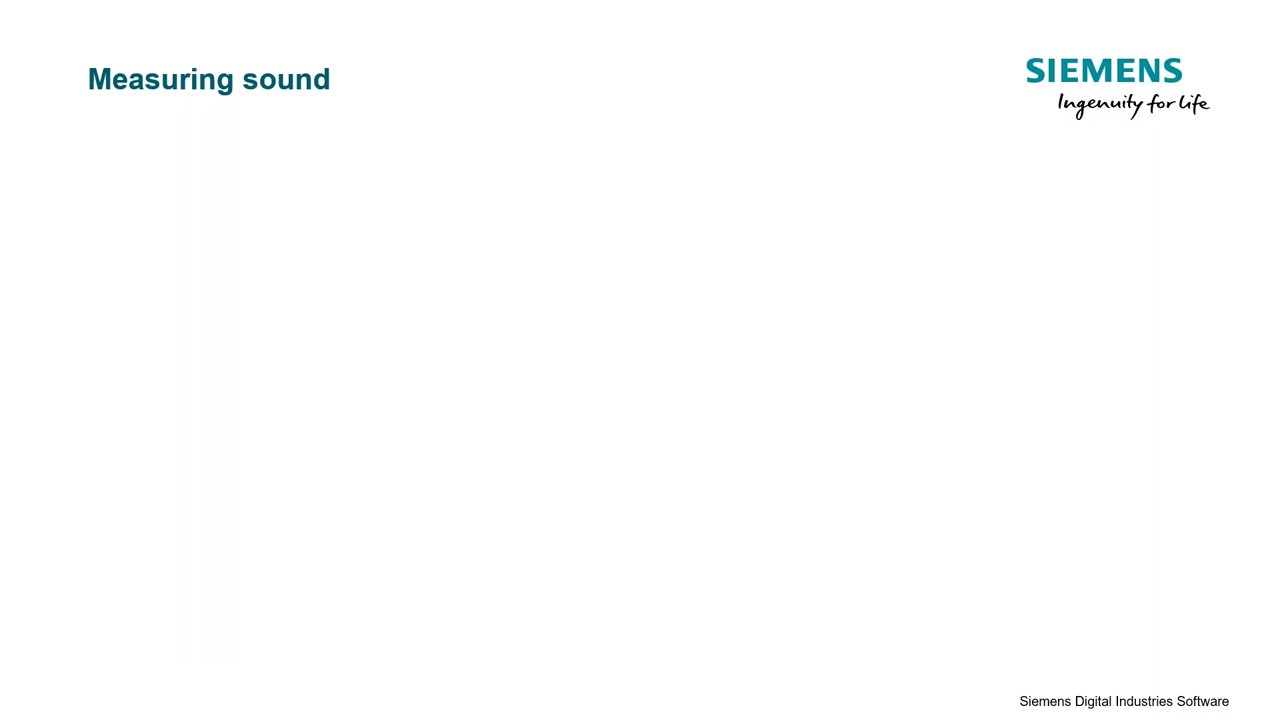 Measuring sound
SIEMENS
Ingenuity for life
Siemens Digital Industries Software